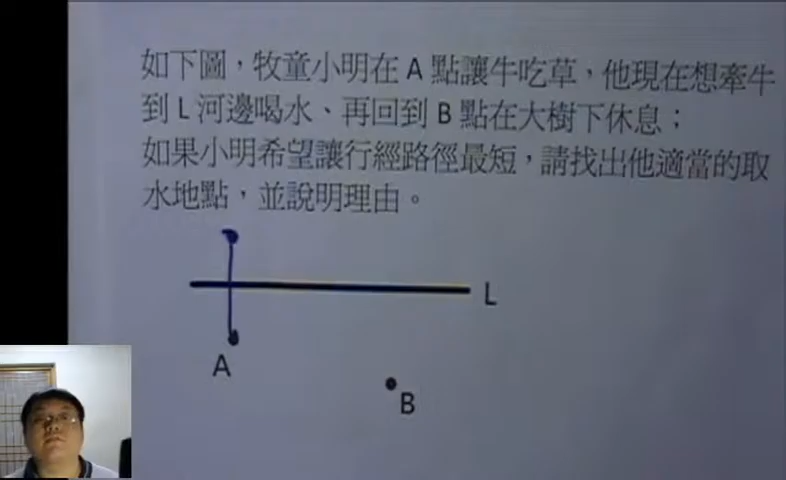 如下圖，牧童小明在 A 點讓牛吃草，他現在想牽牛
到 L 河邊喝水、再回到 B 點在大樹下休息；
如果小明希望讓行經路徑最短，請找出他適當的取
水地點，並說明理由。
L
A
B